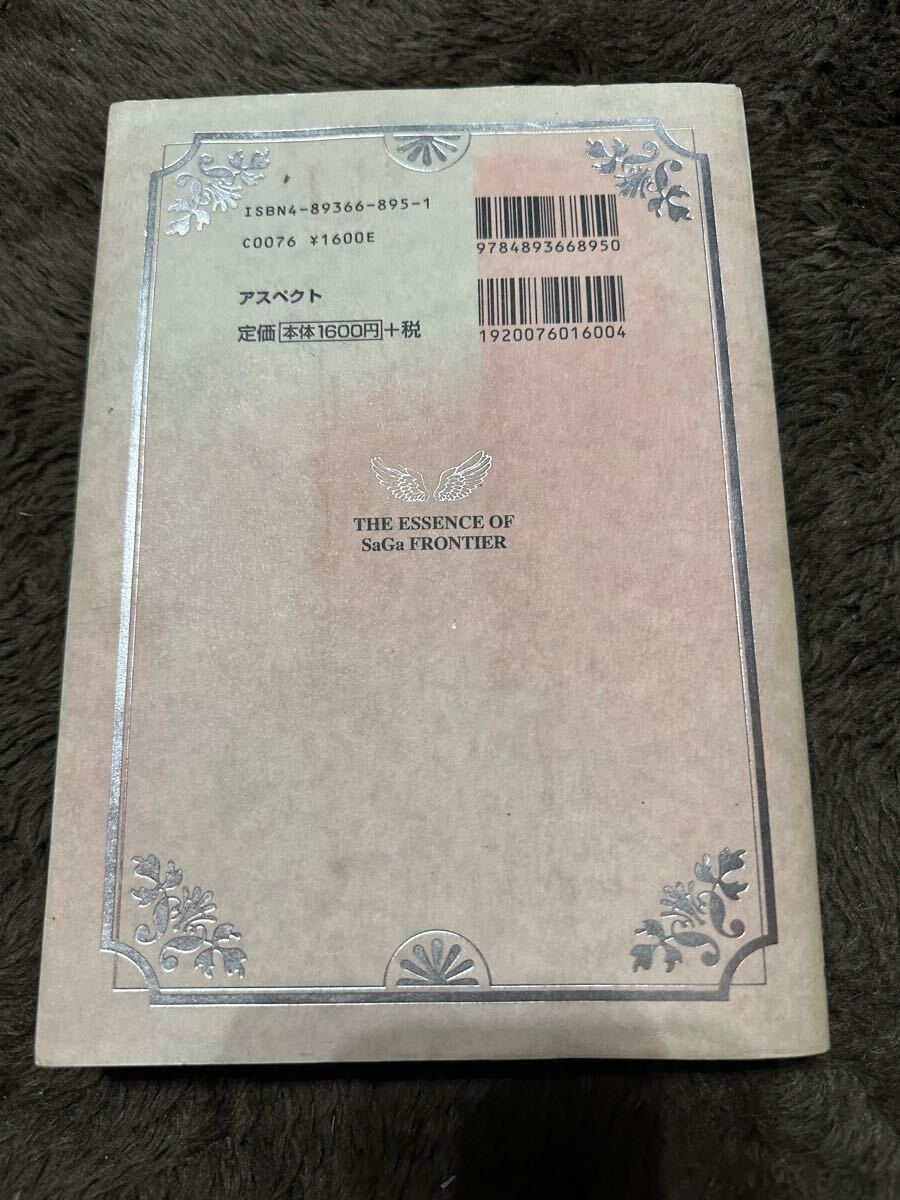 ISBN4-89366-895-1
C0076 ¥1600E
9784893668950
アスペクト
定価 本体1600円+税
1920076016004
THE ESSENCE OF
SaGa FRONTIER